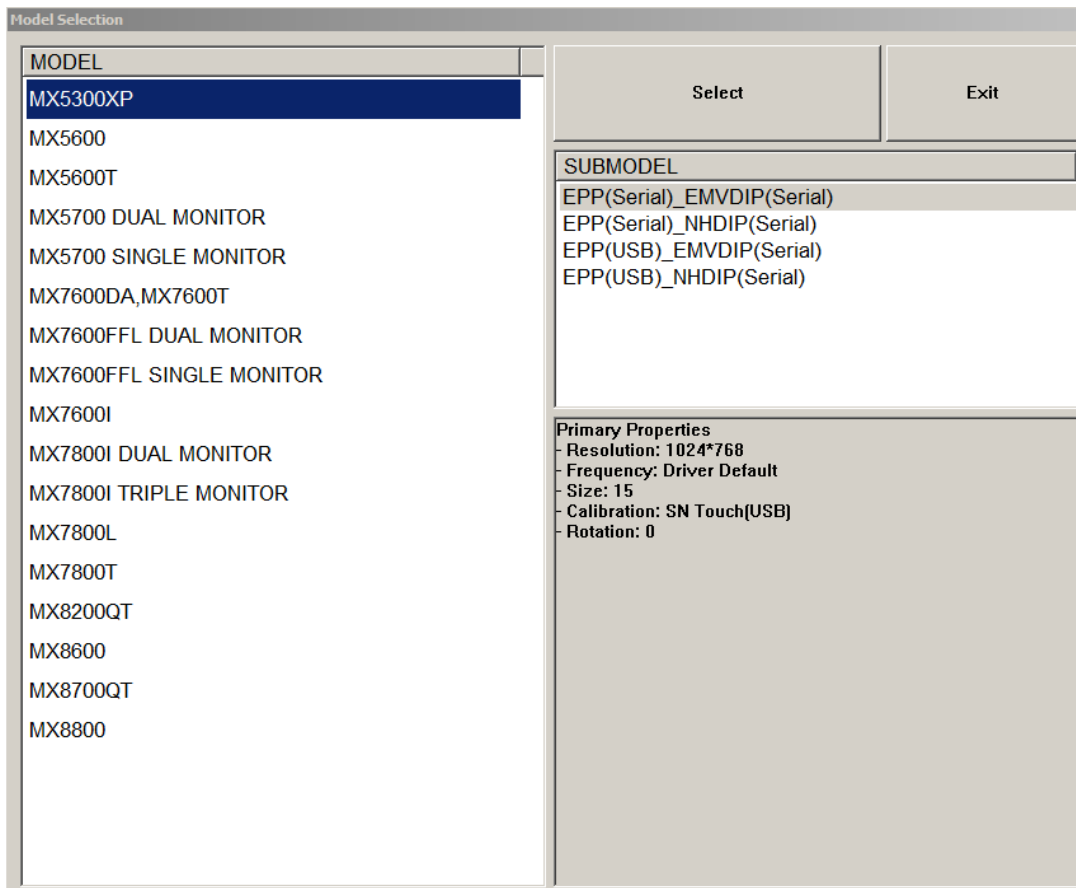 Model Selection
MODEL
MX5300XP
MX5600
MX5600T
MX5700 DUAL MONITOR
MX5700 SINGLE MONITOR
MX7600DA,MX7600T
MX7600FFL DUAL MONITOR
MX7600FFL SINGLE MONITOR
MX7600I
MX7800I DUAL MONITOR
MX7800I TRIPLE MONITOR
MX7800L
MX7800T
MX8200QT
MX8600
MX8700QT
MX8800
Select
Exit
SUBMODEL
EPP(Serial)_EMVDIP(Serial)
EPP(Serial)_NHDIP(Serial)
EPP(USB)_EMVDIP(Serial)
EPP(USB)_NHDIP(Serial)
Primary Properties
- Resolution: 1024*768
- Frequency: Driver Default
- Size: 15
- Calibration: SN Touch(USB)
- Rotation: 0